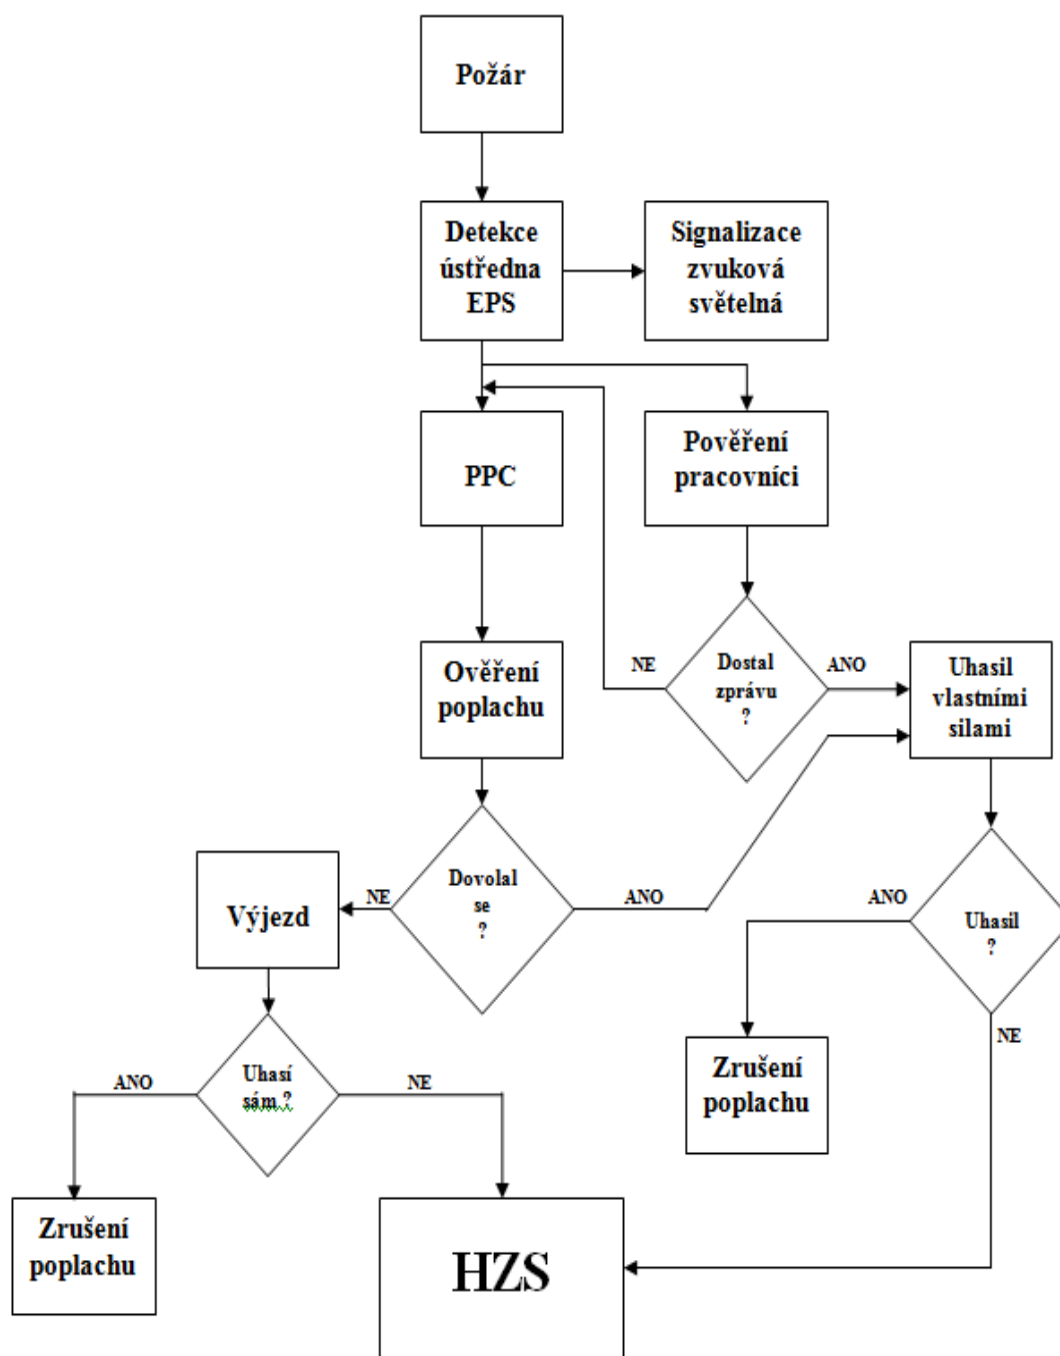 Požár
Detekce
ústředna
EPS
Signalizace
zvuková
světelná
PPC
Pověření
pracovníci
Ověření
poplachu
NE
Dostal
zprávu
?
ANO
Uhasil
vlastními
silami
Výjezd
NE
Dovolal
se
?
ANO
ANO
Uhasil
?
NE
Zrušení
poplachu
ANO
Uhasí
sám ?
NE
Zrušení
poplachu
HZS